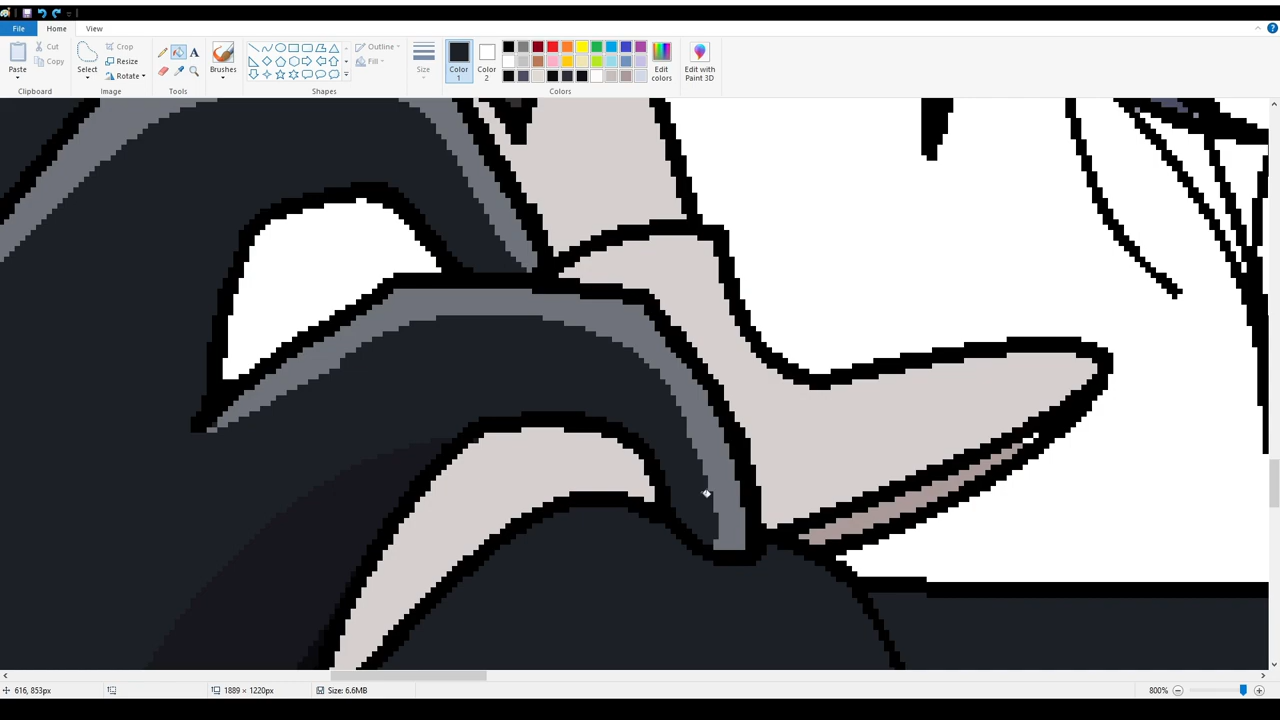 File Home View
Paste
Cut
Copy
Clipboard
Select
Crop
Resize
Rotate
Image
A
Tools
Brushes
Outline
Fill
Shapes
Size
Color 1
Color 2
Edit colors
Colors
Edit with Paint 3D
616, 853px
1889 × 1220px
Size: 6.6MB
800%